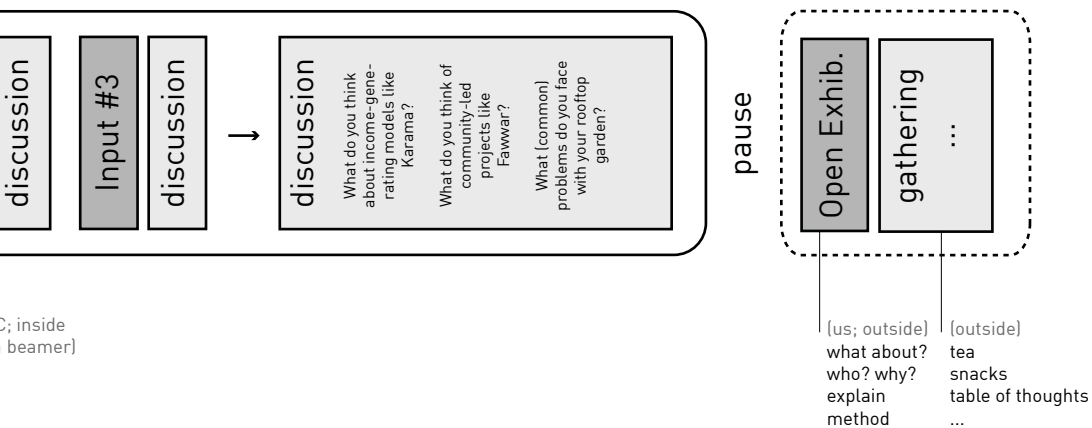 discussion
Input #3
discussion
→
discussion
What do you think
about income-gene-
rating models like
Karama?
What do you think of
community-led
projects like
Fawwar?
What (common)
problems do you face
with your rooftop
garden?
pause
Open Exhib.
gathering
...
; inside
beamer)
(us; outside)
what about?
who? why?
explain
method
(outside)
tea
snacks
table of thoughts
...